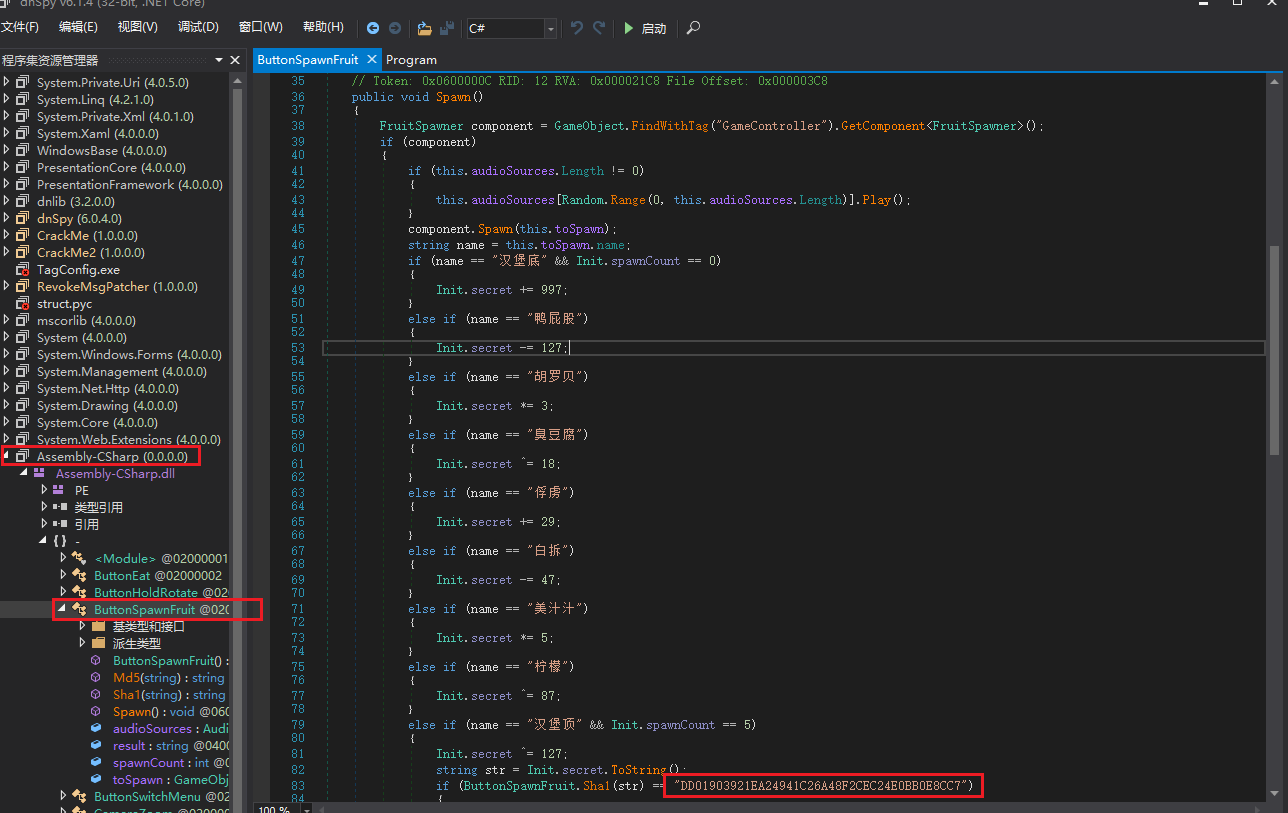 dnSpy v6.1.4 (32-bit, .NET Core)
文件(F) 编辑(E) 视图(V) 调试(D) 窗口(W) 帮助(H) C# 启动
程序集资源管理器
System.Private.Uri (4.0.5.0)
System.Linq (4.2.1.0)
System.Private.Xml (4.0.1.0)
System.Xaml (4.0.0.0)
WindowsBase (4.0.0.0)
PresentationCore (4.0.0.0)
PresentationFramework (4.0.0.0)
dnlib (3.2.0.0)
dnSpy (6.0.4.0)
CrackMe (1.0.0.0)
CrackMe2 (1.0.0.0)
TagConfig.exe
RevokeMsgPatcher (1.0.0.0)
struct.pyc
mscorlib (4.0.0.0)
System (4.0.0.0)
System.Windows.Forms (4.0.0.0)
System.Management (4.0.0.0)
System.Net.Http (4.0.0.0)
System.Drawing (4.0.0.0)
System.Core (4.0.0.0)
System.Web.Extensions (4.0.0.0)
Assembly-CSharp (0.0.0.0)
Assembly-CSharp.dll
PE
类型引用
引用
{ } -
<Module> @02000001
ButtonEat @02000002
ButtonHoldRotate @020
ButtonSpawnFruit @020
基类型和接口
派生类型
ButtonSpawnFruit() :
Md5(string) : string
Sha1(string) : string
Spawn() : void @060
audioSources : Audi
result : string @0400
spawnCount : int @0
toSpawn : GameObj
ButtonSwitchMenu @02
CameraZoom @020000
ButtonSpawnFruit Program
35 // Token: 0x0600000C RID: 12 RVA: 0x000021C8 File Offset: 0x000003C8
36 public void Spawn()
37 {
38 FruitSpawner component = GameObject.FindWithTag("GameController").GetComponent<FruitSpawner>();
39 if (component)
40 {
41 if (this.audioSources.Length != 0)
42 {
43 this.audioSources[Random.Range(0, this.audioSources.Length)].Play();
44 }
45 component.Spawn(this.toSpawn);
46 string name = this.toSpawn.name;
47 if (name == "汉堡底" && Init.spawnCount == 0)
48 {
49 Init.secret += 997;
50 }
51 else if (name == "鸭屁股")
52 {
53 Init.secret -= 127;
54 }
55 else if (name == "胡罗贝")
56 {
57 Init.secret *= 3;
58 }
59 else if (name == "臭豆腐")
60 {
61 Init.secret ^= 18;
62 }
63 else if (name == "俘虏")
64 {
65 Init.secret += 29;
66 }
67 else if (name == "白拆")
68 {
69 Init.secret -= 47;
70 }
71 else if (name == "美汁汁")
72 {
73 Init.secret *= 5;
74 }
75 else if (name == "柠檬")
76 {
77 Init.secret ^= 87;
78 }
79 else if (name == "汉堡顶" && Init.spawnCount == 5)
80 {
81 Init.secret ^= 127;
82 string str = Init.secret.ToString();
83 if (ButtonSpawnFruit.Sha1(str) == "DD01903921EA24941C26A48F2CEC24E0BB0E8CC7")
84 {
100 %